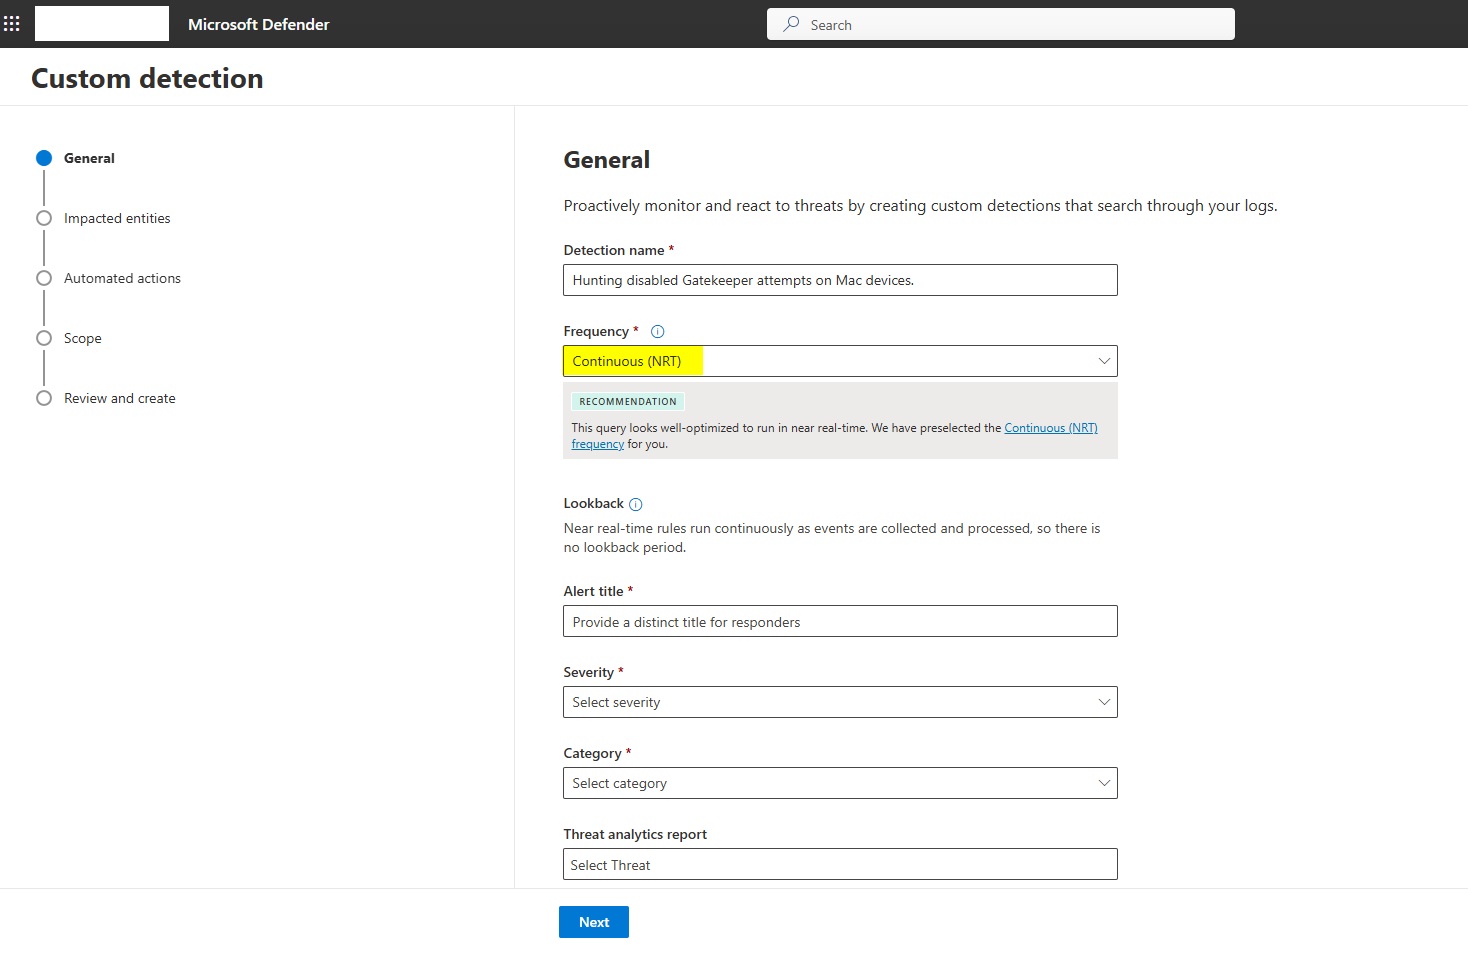 Microsoft Defender
Search
Custom detection
General
Impacted entities
Automated actions
Scope
Review and create
General
Proactively monitor and react to threats by creating custom detections that search through your logs.
Detection name *
Hunting disabled Gatekeeper attempts on Mac devices.
Frequency *
Continuous (NRT)
RECOMMENDATION
This query looks well-optimized to run in near real-time. We have preselected the Continuous (NRT)
frequency for you.
Lookback
Near real-time rules run continuously as events are collected and processed, so there is
no lookback period.
Alert title *
Provide a distinct title for responders
Severity *
Select severity
Category *
Select category
Threat analytics report
Select Threat
Next